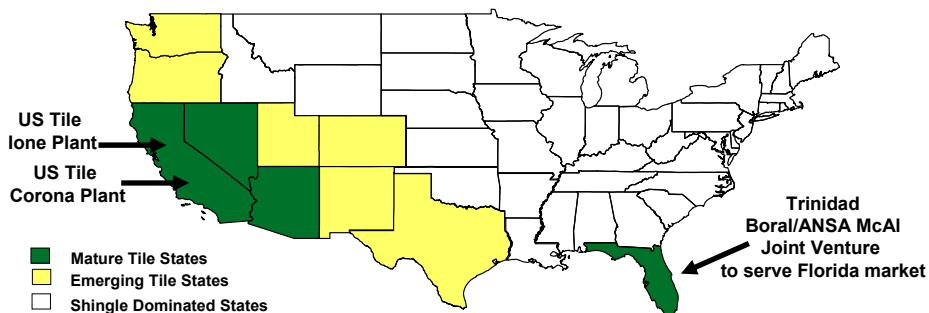 US Tile
Ione Plant
US Tile
Corona Plant
Trinidad
Boral/ANSA McAl
Joint Venture
to serve Florida market
Mature Tile States
Emerging Tile States
Shingle Dominated States